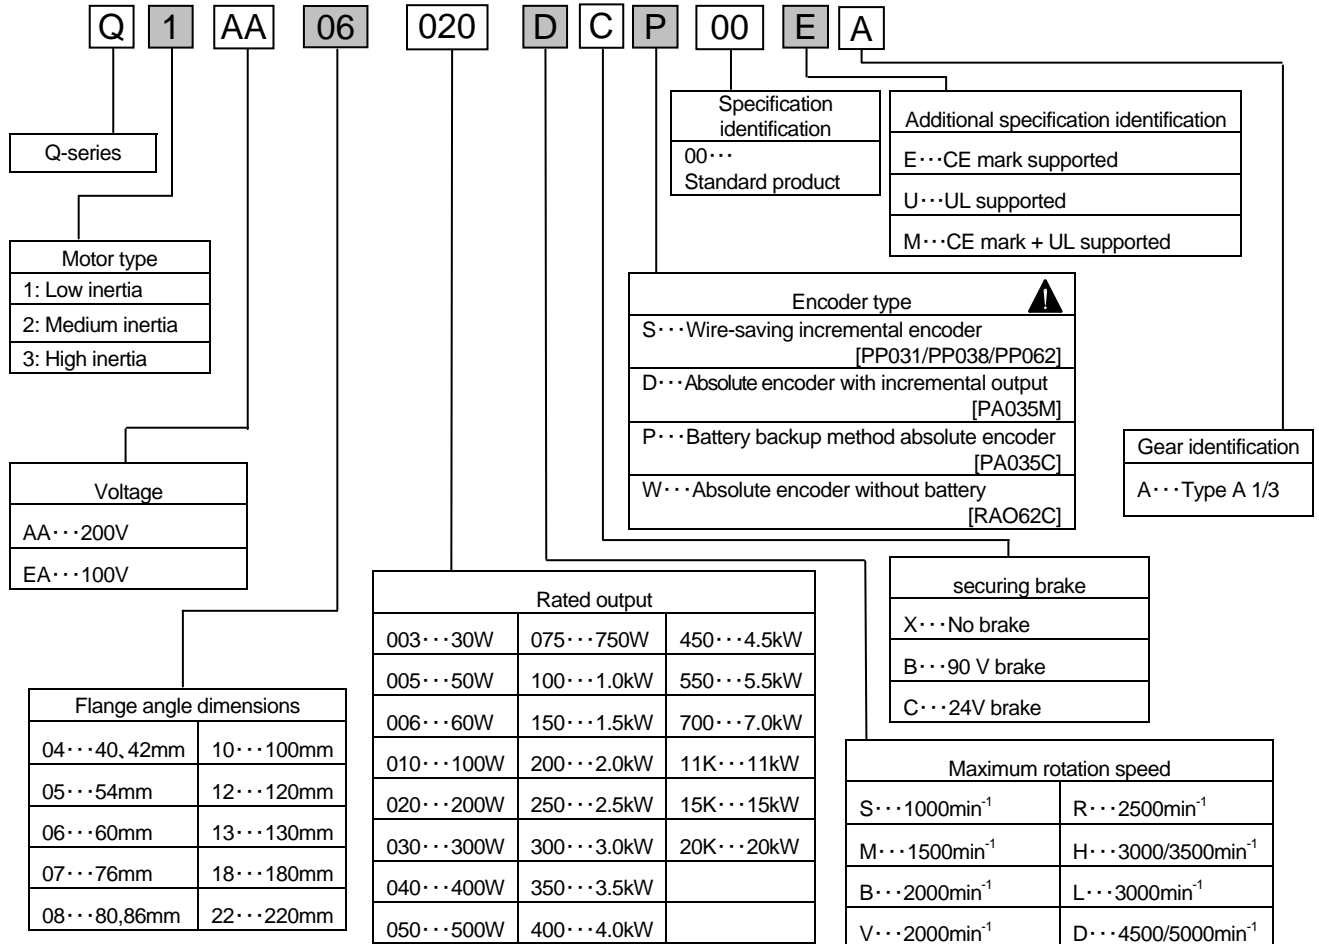 Q 1 AA 06 020 D C P 00 E A
Q-series
Specification
identification
00･･･
Standard product
Additional specification identification
E･･･CE mark supported
U･･･UL supported
M･･･CE mark + UL supported
Motor type
1: Low inertia
2: Medium inertia
3: High inertia
Encoder type
S･･･Wire-saving incremental encoder
[PP031/PP038/PP062]
D･･･Absolute encoder with incremental output
[PA035M]
P･･･Battery backup method absolute encoder
[PA035C]
W･･･Absolute encoder without battery
[RAO62C]
Gear identification
A･･･Type A 1/3
Voltage
AA･･･200V
EA･･･100V
securing brake
X･･･No brake
B･･･90 V brake
C･･･24V brake
Rated output
003･･･30W 075･･･750W 450･･･4.5kW
005･･･50W 100･･･1.0kW 550･･･5.5kW
006･･･60W 150･･･1.5kW 700･･･7.0kW
010･･･100W 200･･･2.0kW 11K･･･11kW
020･･･200W 250･･･2.5kW 15K･･･15kW
030･･･300W 300･･･3.0kW 20K･･･20kW
040･･･400W 350･･･3.5kW
050･･･500W 400･･･4.0kW
Flange angle dimensions
04･･･40､42mm 10･･･100mm
05･･･54mm 12･･･120mm
06･･･60mm 13･･･130mm
07･･･76mm 18･･･180mm
08･･･80,86mm 22･･･220mm
Maximum rotation speed
S･･･1000min⁻¹ R･･･2500min⁻¹
M･･･1500min⁻¹ H･･･3000/3500min⁻¹
B･･･2000min⁻¹ L･･･3000min⁻¹
V･･･2000min⁻¹ D･･･4500/5000min⁻¹